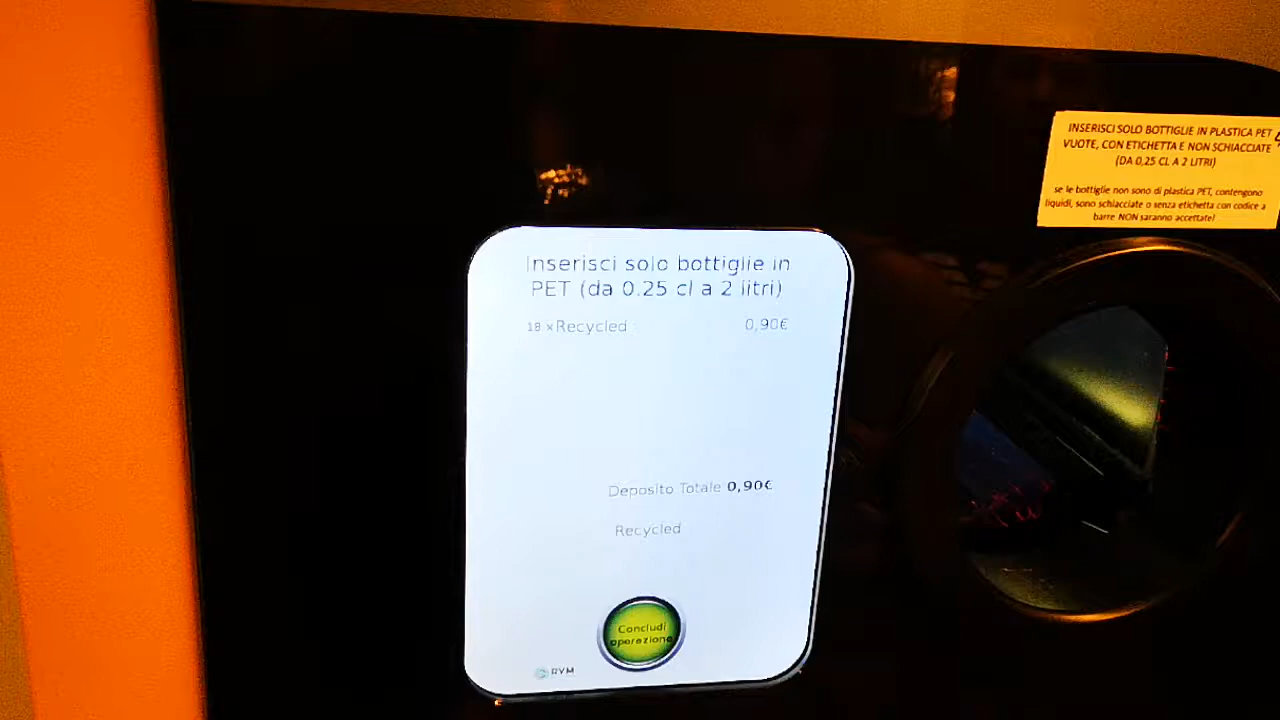 INSERISCI SOLO BOTTIGLIE IN PLASTICA PET
VUOTE, CON ETICHETTA E NON SCHIACCIATE
(DA 0,25 CL A 2 LITRI)
se le bottiglie non sono di plastica PET, contengono
liquidi, sono schiacciate o senza etichetta con codice a
barre NON saranno accettate!
Inserisci solo bottiglie in
PET (da 0.25 cl a 2 litri)
18 x Recycled : 0,90€
Deposito Totale 0,90€
Recycled
Concludi
operazione
RVM